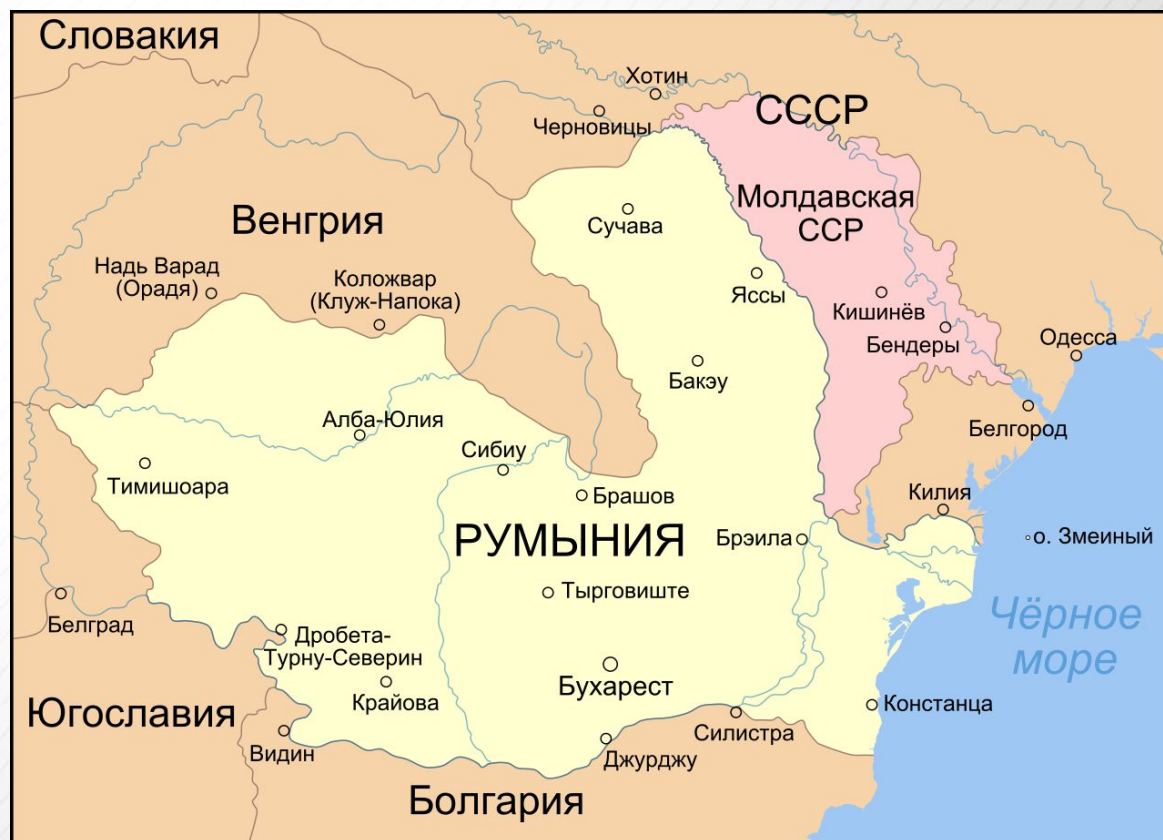 Словакия
Хотин
СССР
Черновицы
Молдавская
ССР
Венгрия
Сучава
Надь Варад
(Орадя)
Коложвар
(Клуж-Напока)
Яссы
Кишинёв
Бендеры
Одесса
Бакэу
Белгород
Алба-Юлия
Сибиу
Тимишоара
Брашов
Килия
РУМЫНИЯ
Брэила
о. Змеиный
Тырговиште
Белград
Чёрное
море
Дробета-
Турну-Северин
Бухарест
Крайова
Югославия
Констанца
Силистра
Видин
Джурджу
Болгария